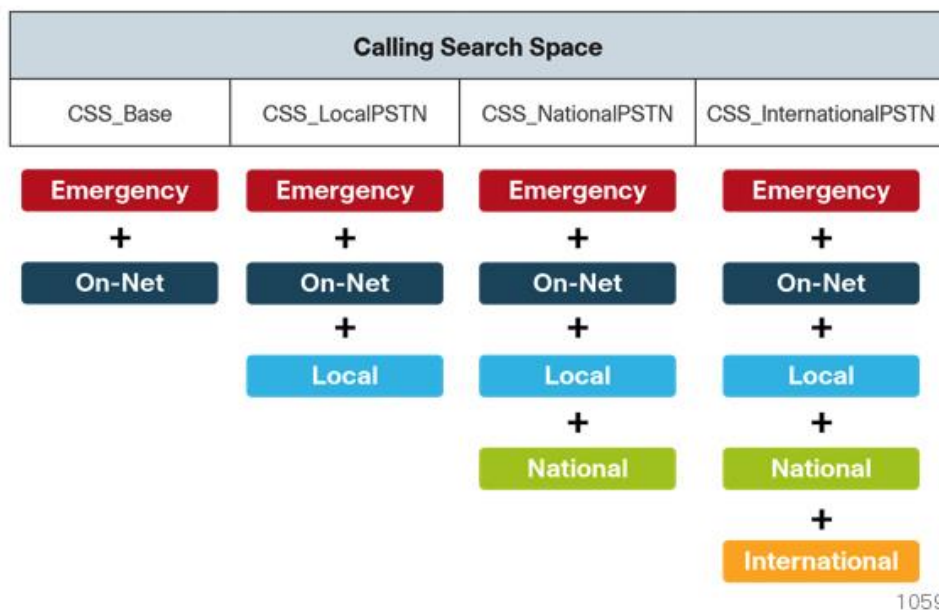 Calling Search Space
CSS_Base CSS_LocalPSTN CSS_NationalPSTN CSS_InternationalPSTN
Emergency Emergency Emergency Emergency
+ + + +
On-Net On-Net On-Net On-Net
+ + +
Local Local Local
+ +
National National
+
International
1059